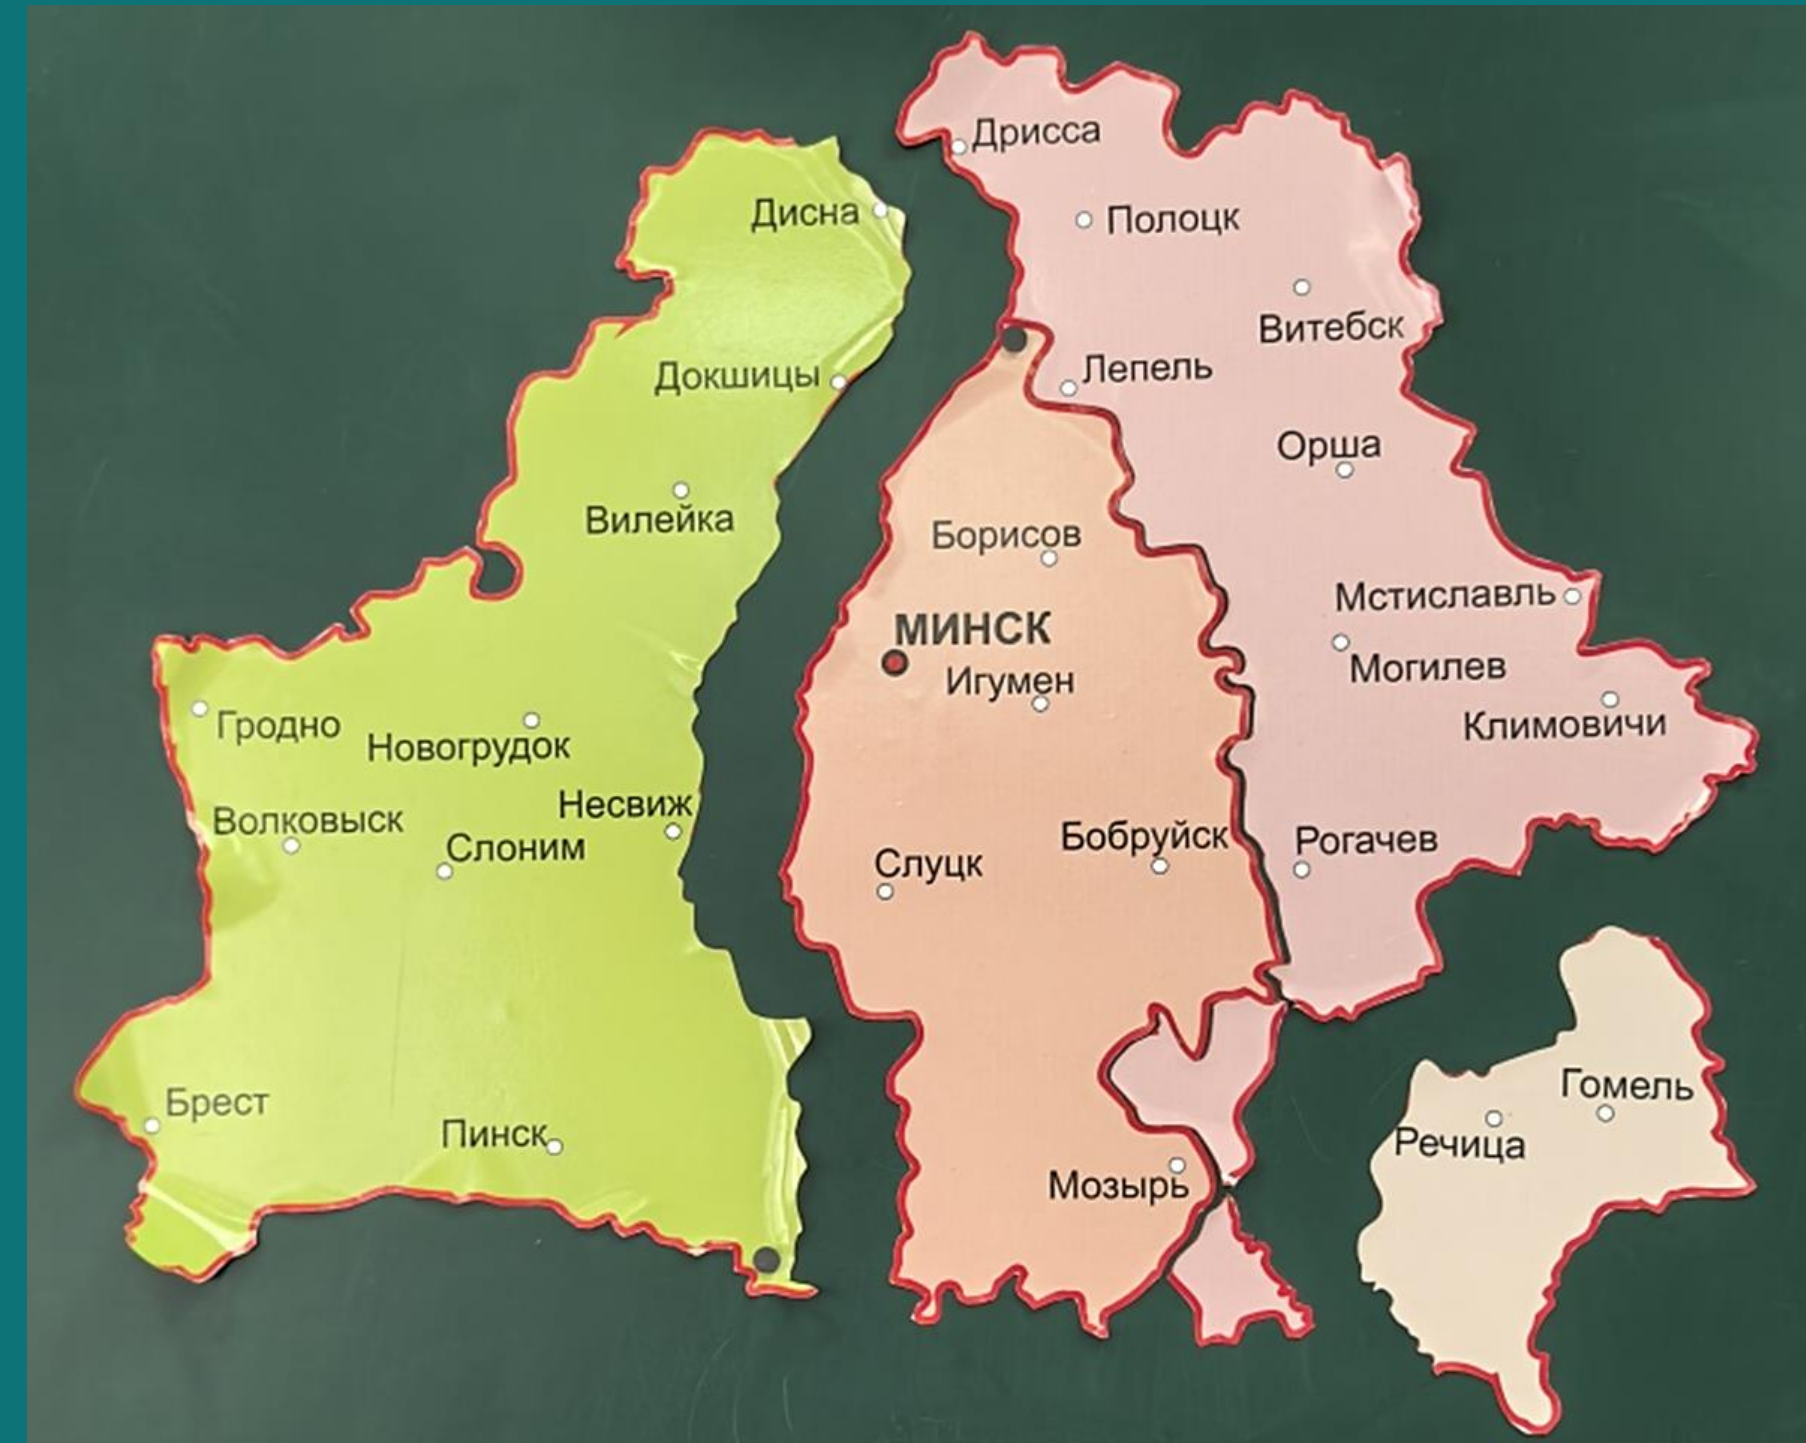 Дрисса
Дисна
Полоцк
Витебск
Докшицы
Лепель
Орша
Вилейка
Борисов
Мстиславль
МИНСК
Могилев
Игумен
Гродно
Новогрудок
Климовичи
Несвиж
Волковыск
Слоним
Бобруйск
Рогачев
Слуцк
Гомель
Брест
Пинск
Речица
Мозырь